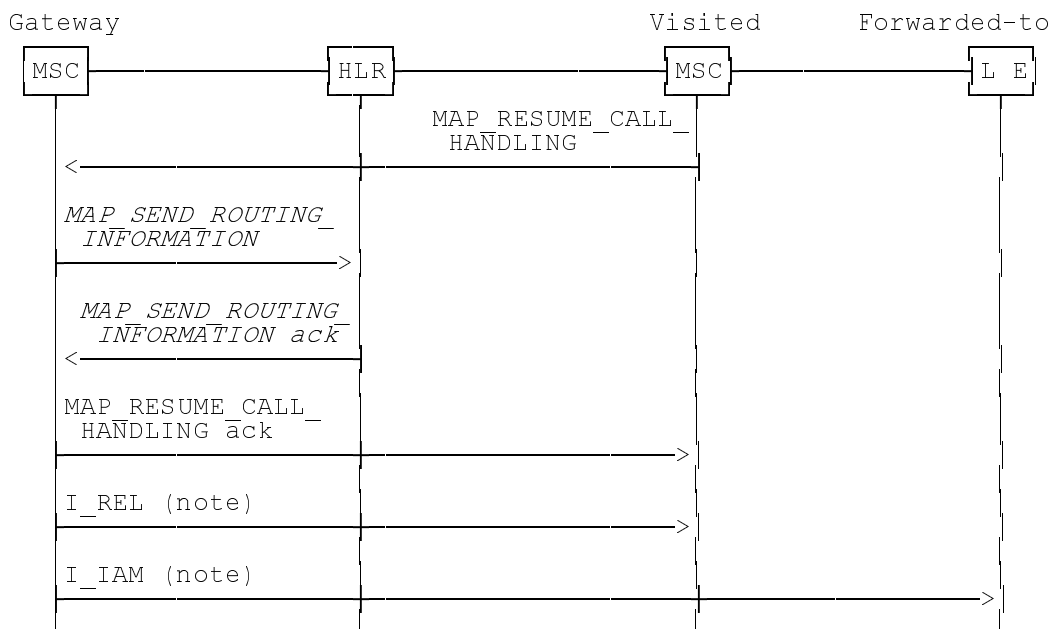 Gateway Visited Forwarded-to
MSC HLR MSC L E
MAP_RESUME_CALL_
HANDLING
MAP_SEND_ROUTING_
INFORMATION
MAP_SEND_ROUTING_
INFORMATION ack
MAP_RESUME_CALL_
HANDLING ack
I_REL (note)
I_IAM (note)